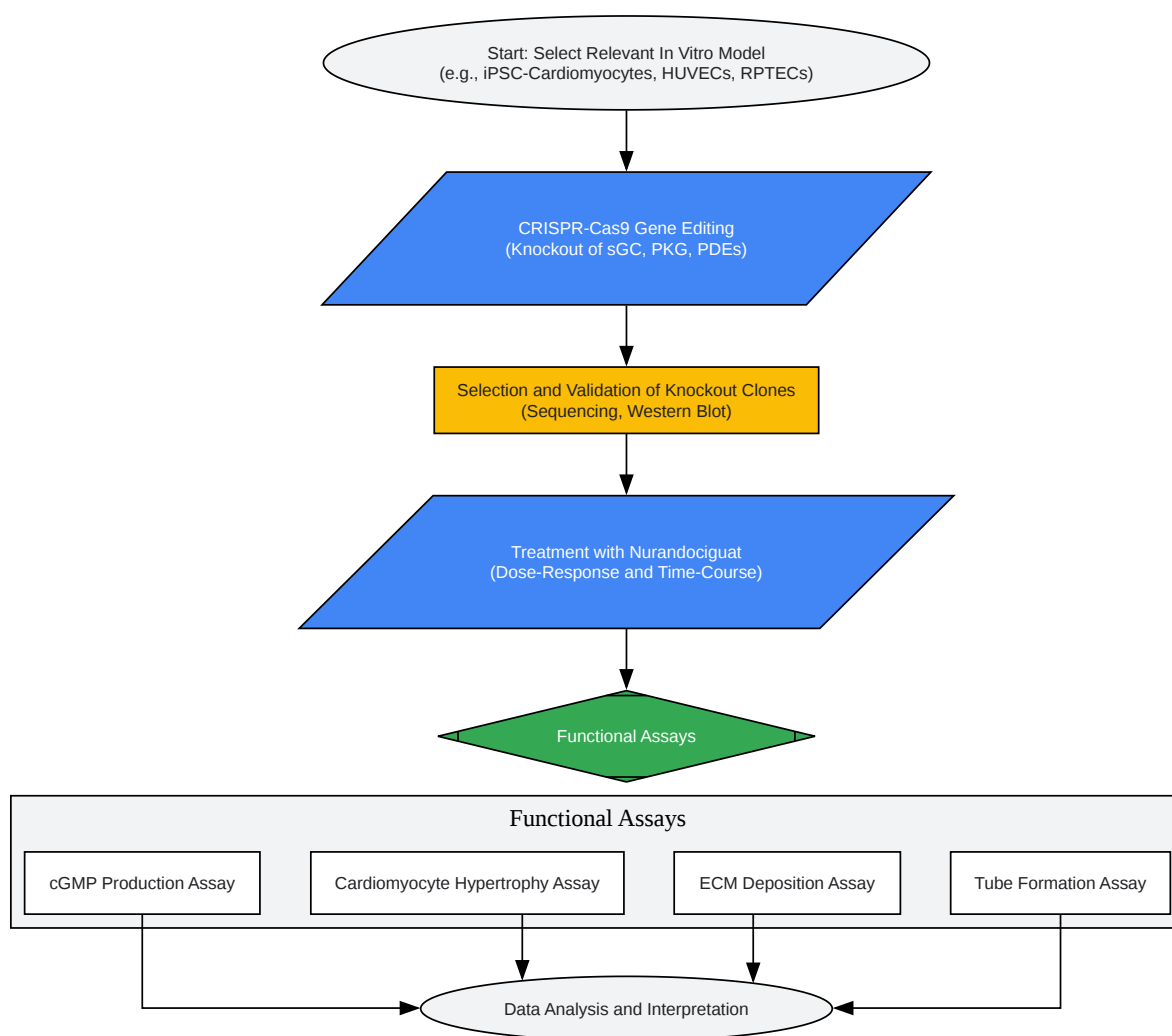 Start: Select Relevant In Vitro Model
(e.g., iPSC-Cardiomyocytes, HUVECs, RPTECs)
CRISPR-Cas9 Gene Editing
(Knockout of sGC, PKG, PDEs)
Selection and Validation of Knockout Clones
(Sequencing, Western Blot)
Treatment with Nurandociguat
(Dose-Response and Time-Course)
Functional Assays
Functional Assays
cGMP Production Assay
Cardiomyocyte Hypertrophy Assay
ECM Deposition Assay
Tube Formation Assay
Data Analysis and Interpretation